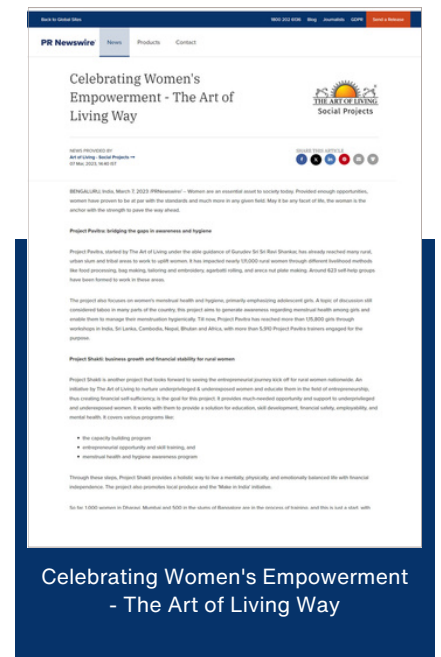 Back to Global Sites
1800 202 6136 Blog Journalists GDPR Send a Release
PR Newswire News Products Contact
Celebrating Women's
Empowerment - The Art of
Living Way
THE ART OF LIVING
Social Projects
NEWS PROVIDED BY
Art of Living - Social Projects
07 Mar, 2023, 14:40 IST
SHARE THIS ARTICLE
BENGALURU, India, March 7, 2023 /PRNewswire/ -- Women are an essential asset to society today. Provided enough opportunities,
women have proven to be at par with the standards and much more in any given field. May it be any facet of life, the woman is the
anchor with the strength to pave the way ahead.
Project Pavitra: bridging the gaps in awareness and hygiene
Project Pavitra, started by The Art of Living under the able guidance of Gurudev Sri Sri Ravi Shankar, has already reached many rural,
urban slum and tribal areas to work to uplift women. It has impacted nearly 1,11,000 rural women through different livelihood methods
like food processing, bag making, tailoring and embroidery, agarbatti rolling, and areca nut plate making. Around 623 self help groups
have been formed to work in these areas.
The project also focuses on women's menstrual health and hygiene, primarily emphasizing adolescent girls. A topic of discussion still
considered taboo in many parts of the country, this project aims to generate awareness regarding menstrual health among girls and
enable them to manage their menstruation hygienically. Till now, Project Pavitra has reached more than 1,15,800 girls through
workshops in India, Sri Lanka, Cambodia, Nepal, Bhutan and Africa, with more than 5,910 Project Pavitra trainers engaged for the
purpose.
Project Shakti: business growth and financial stability for rural women
Project Shakti is another project that looks forward to seeing the entrepreneurial journey kick off for rural women nationwide. An
initiative by The Art of Living to nurture underprivileged & underexposed women and educate them in the field of entrepreneurship,
thus creating financial self-sufficiency, is the goal for this project. It provides much-needed opportunity and support to underprivileged
and underexposed women. It works with them to provide a solution for education, skill development, financial safety, employability, and
mental health. It covers various programs like,
the capacity building program
entrepreneurial opportunity and skill training, and
menstrual health and hygiene awareness program
Through these steps, Project Shakti provides a holistic way to live a mentally, physically, and emotionally balanced life with financial
independence. The project also promotes local produce and the 'Make in India' initiative.
So far, 1,000 women in Dharavi, Mumbai and 500 in the slums of Bangalore are in the process of training, and this is just a start, with
Celebrating Women's Empowerment
- The Art of Living Way